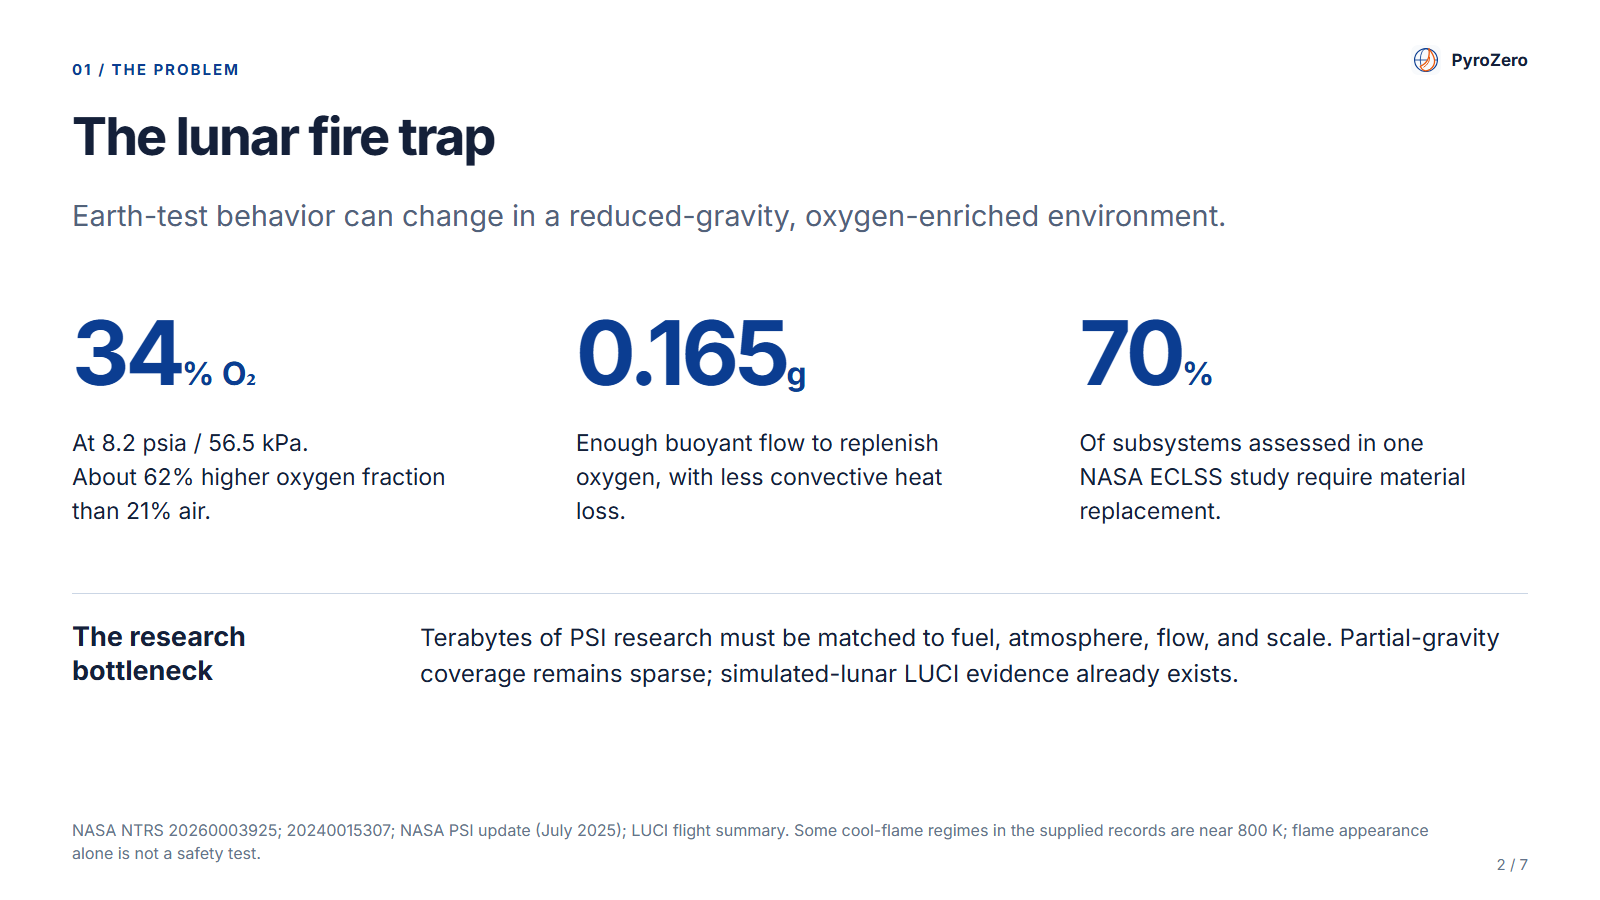 01 / THE PROBLEM
PyroZero
The lunar fire trap
Earth-test behavior can change in a reduced-gravity, oxygen-enriched environment.
34% O₂
At 8.2 psia / 56.5 kPa.
About 62% higher oxygen fraction
than 21% air.
0.165g
Enough buoyant flow to replenish
oxygen, with less convective heat
loss.
70%
Of subsystems assessed in one
NASA ECLSS study require material
replacement.
The research
bottleneck
Terabytes of PSI research must be matched to fuel, atmosphere, flow, and scale. Partial-gravity
coverage remains sparse; simulated-lunar LUCI evidence already exists.
NASA NTRS 20260003925; 20240015307; NASA PSI update (July 2025); LUCI flight summary. Some cool-flame regimes in the supplied records are near 800 K; flame appearance
alone is not a safety test.
2 / 7